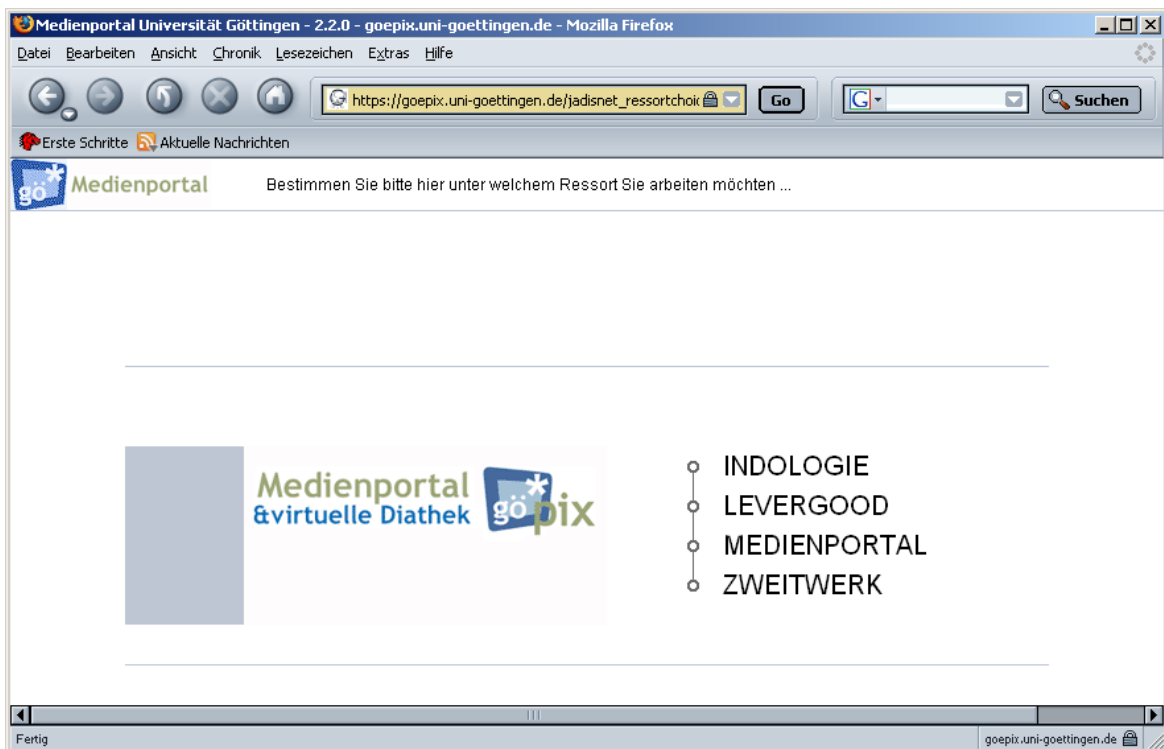 Medienportal Universität Göttingen - 2.2.0 - goepix.uni-goettingen.de - Mozilla Firefox
Datei Bearbeiten Ansicht Chronik Lesezeichen Extras Hilfe
https://goepix.uni-goettingen.de/jadisnet_ressortchoic Go G Suchen
Erste Schritte Aktuelle Nachrichten
gö* Medienportal Bestimmen Sie bitte hier unter welchem Ressort Sie arbeiten möchten ...
Medienportal
&virtuelle Diathek
gö*pix
INDOLOGIE
LEVERGOOD
MEDIENPORTAL
ZWEITWERK
Fertig goepix.uni-goettingen.de